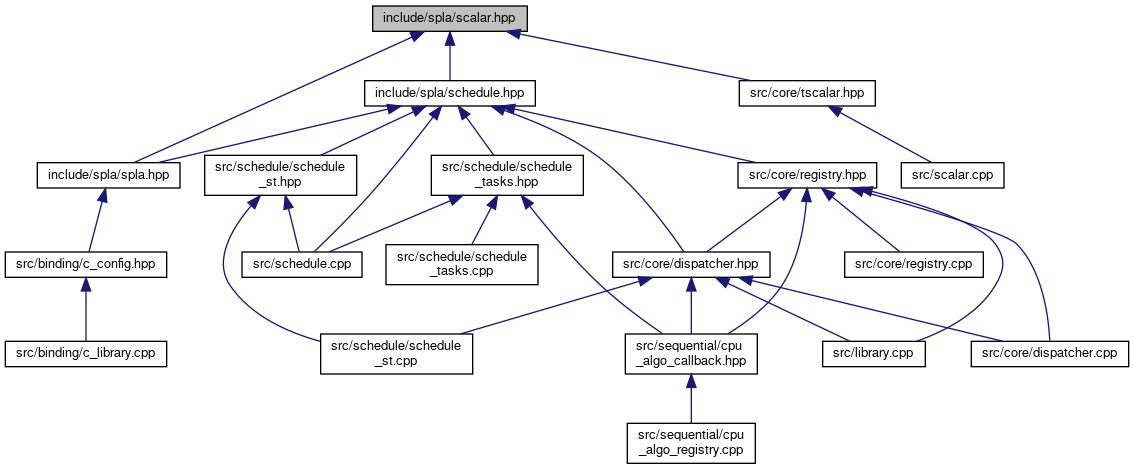 include/spla/scalar.hpp
include/spla/schedule.hpp
src/core/tscalar.hpp
include/spla/spla.hpp
src/schedule/schedule
_st.hpp
src/schedule/schedule
_tasks.hpp
src/core/registry.hpp
src/scalar.cpp
src/binding/c_config.hpp
src/schedule.cpp
src/schedule/schedule
_tasks.cpp
src/core/dispatcher.hpp
src/core/registry.cpp
src/binding/c_library.cpp
src/schedule/schedule
_st.cpp
src/sequential/cpu
_algo_callback.hpp
src/library.cpp
src/core/dispatcher.cpp
src/sequential/cpu
_algo_registry.cpp